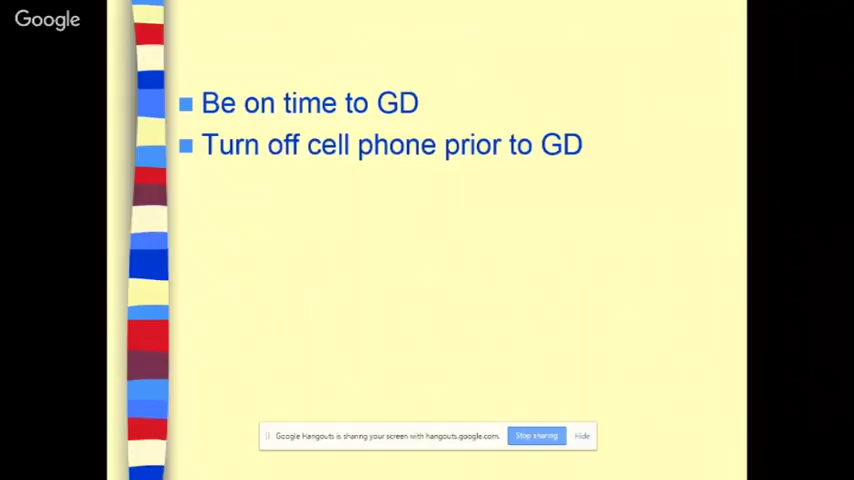 Google
Be on time to GD
Turn off cell phone prior to GD
Google Hangouts is sharing your screen with hangouts.google.com. Stop sharing Hide